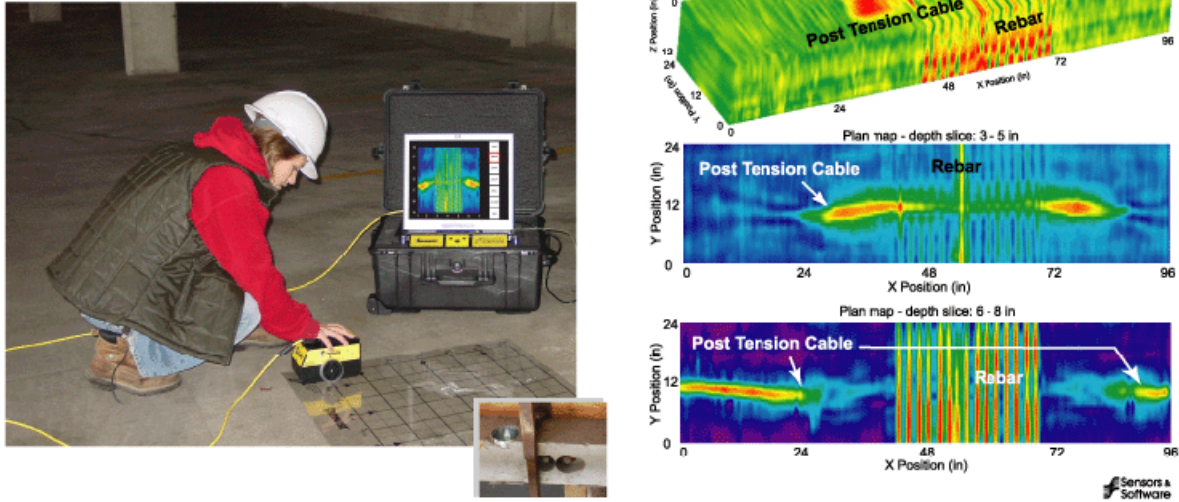 Z Position (in)
0
12
24
Y Position (in)
12
0
0
24
48
X Position (in)
72
96
Post Tension Cable
Rebar
Plan map - depth slice: 3 - 5 in
24
Y Position (in)
12
0
Post Tension Cable
Rebar
0
24
48
72
96
X Position (in)
Plan map - depth slice: 6 - 8 in
24
Y Position (in)
12
0
Post Tension Cable
Rebar
0
24
48
72
96
X Position (in)
Sensors &
Software